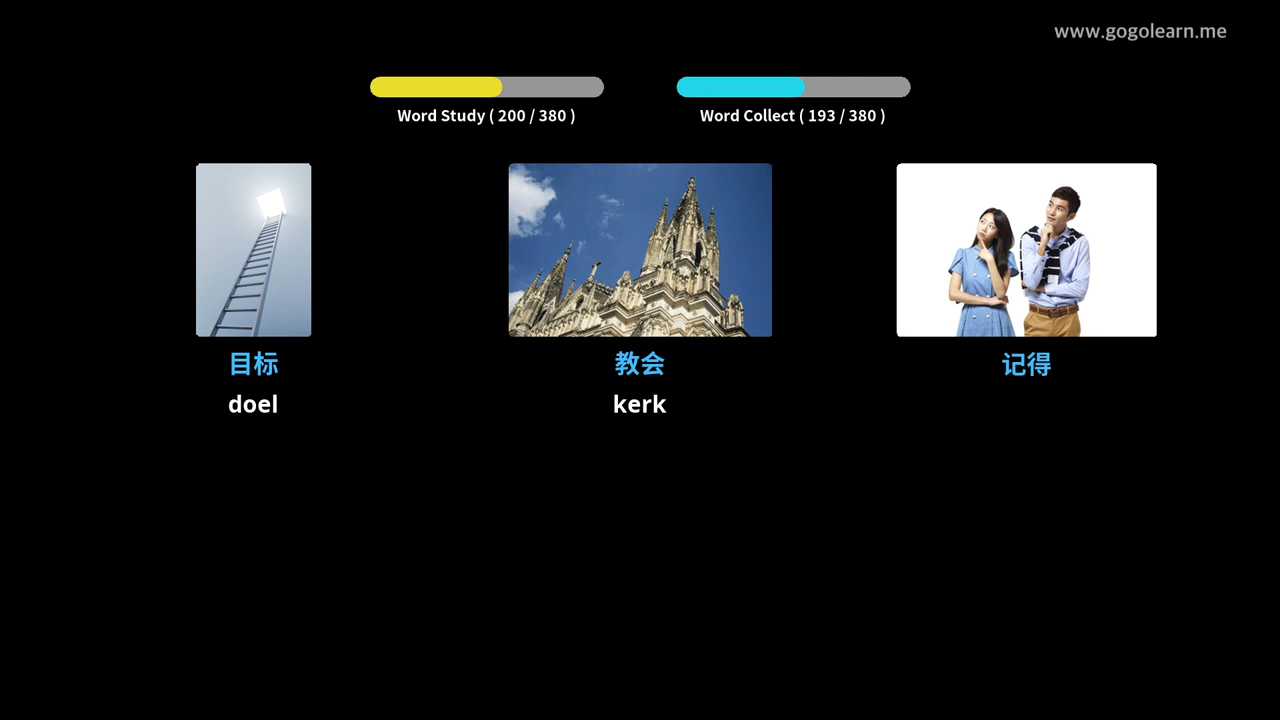 www.gogolearn.me
Word Study ( 200 / 380 )
Word Collect ( 193 / 380 )
目标
教会
记得
doel
kerk